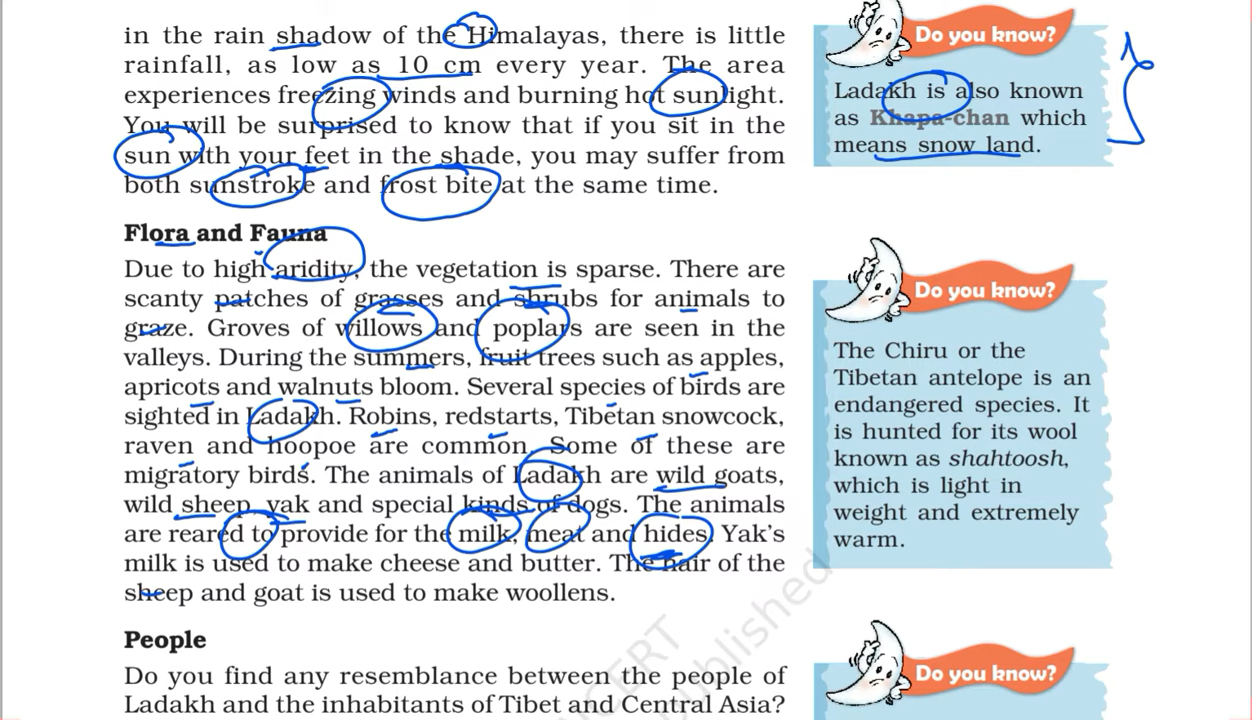 in the rain shadow of the Himalayas, there is little
rainfall, as low as 10 cm every year. The area
experiences freezing winds and burning hot sunlight.
You will be surprised to know that if you sit in the
sun with your feet in the shade, you may suffer from
both sunstroke and frost bite at the same time.
Flora and Fauna
Due to high aridity, the vegetation is sparse. There are
scanty patches of grasses and shrubs for animals to
graze. Groves of willows and poplars are seen in the
valleys. During the summers, fruit trees such as apples,
apricots and walnuts bloom. Several species of birds are
sighted in Ladakh. Robins, redstarts, Tibetan snowcock,
raven and hoopoe are common. Some of these are
migratory birds. The animals of Ladakh are wild goats,
wild sheep, yak and special kinds of dogs. The animals
are reared to provide for the milk, meat and hides. Yak's
milk is used to make cheese and butter. The hair of the
sheep and goat is used to make woollens.
People
Do you find any resemblance between the people of
Ladakh and the inhabitants of Tibet and Central Asia?
Do you know?
Ladakh is also known
as Khapa-chan which
means snow land.
Do you know?
The Chiru or the
Tibetan antelope is an
endangered species. It
is hunted for its wool
known as shahtoosh,
which is light in
weight and extremely
warm.
Do you know?